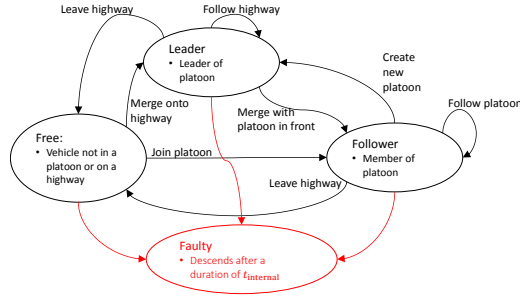 Leave highway
Follow highway
Leader
• Leader of
platoon
Create
new
platoon
Merge onto
highway
Merge with
platoon in front
Follow platoon
Free:
• Vehicle not in a
platoon or on a
highway
Join platoon
Follower
• Member of
platoon
Leave highway
Faulty
• Descends after a
duration of t_internal